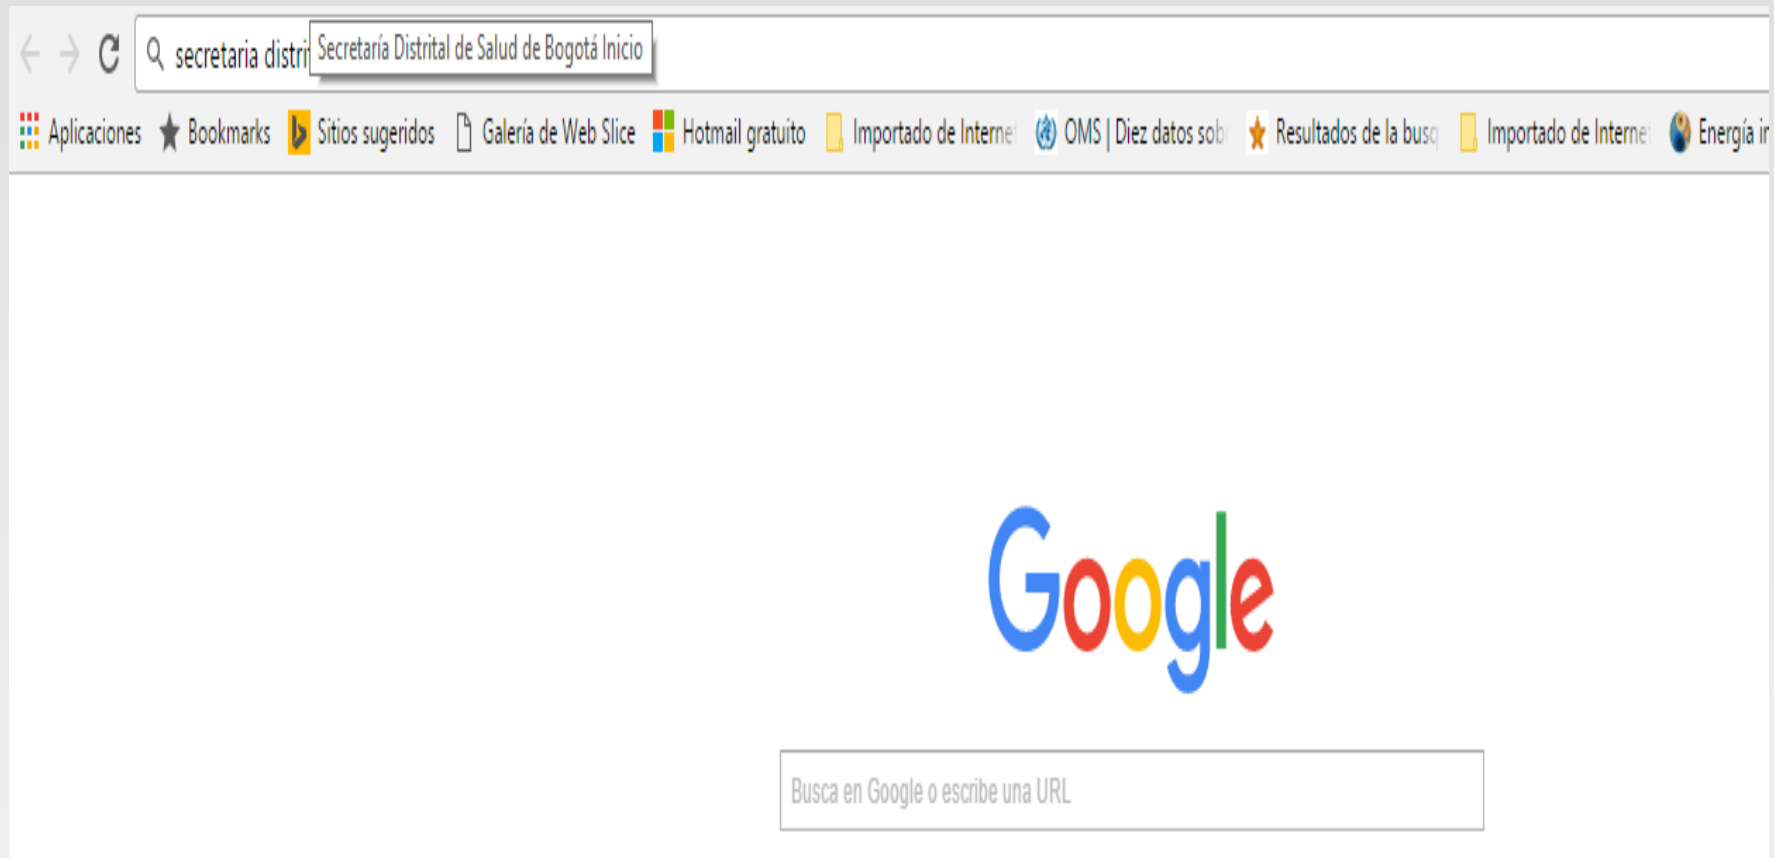 secretaria distri
Secretaría Distrital de Salud de Bogotá Inicio
Aplicaciones Bookmarks Sitios sugeridos Galería de Web Slice Hotmail gratuito Importado de Interne OMS | Diez datos sob Resultados de la busq Importado de Interne Energía in
Google
Busca en Google o escribe una URL